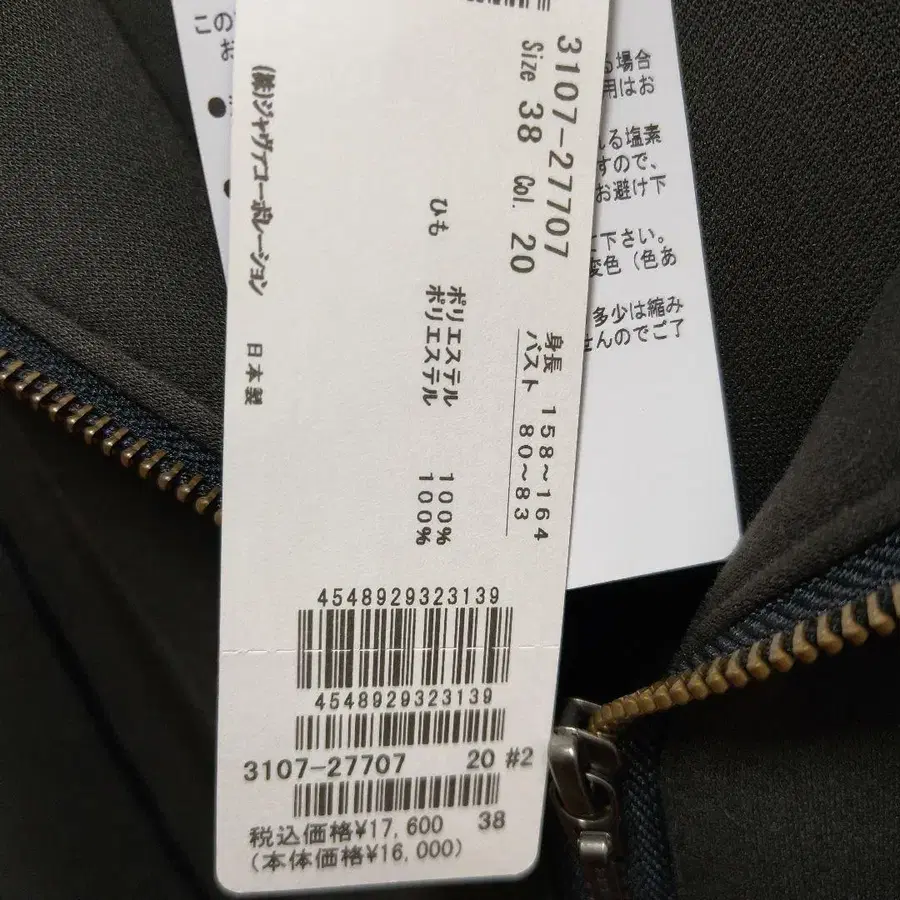 3107-27707
Size 38 Col. 20
身長 158~164
バスト 80~83
ポリエステル 100%
ひも ポリエステル 100%
(株)ジャヴァコーポレーション 日本製
4548929323139
4548929323139
3107-27707 20 #2
税込価格¥17,600 38
(本体価格¥16,000)
この
お
場合
用はお
る塩素
すので、
お避け下
下さい。
変色(色あ
多少は縮み
せんのでご了